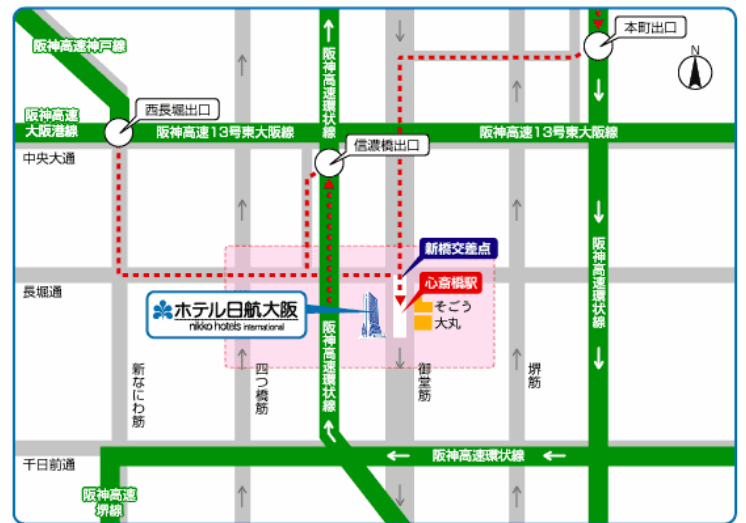 本町出口
阪神高速神戸線
N
西長堀出口
阪神高速
大阪港線
阪神高速13号東大阪線
阪神高速環状線
阪神高速13号東大阪線
中央大通
信濃橋出口
新橋交差点
阪神高速環状線
心斎橋駅
長堀通
ホテル日航大阪
nikko hotels international
そごう
大丸
阪神高速環状線
新なにわ筋
四つ橋筋
御堂筋
堺筋
千日前通
阪神高速環状線
阪神高速
堺線